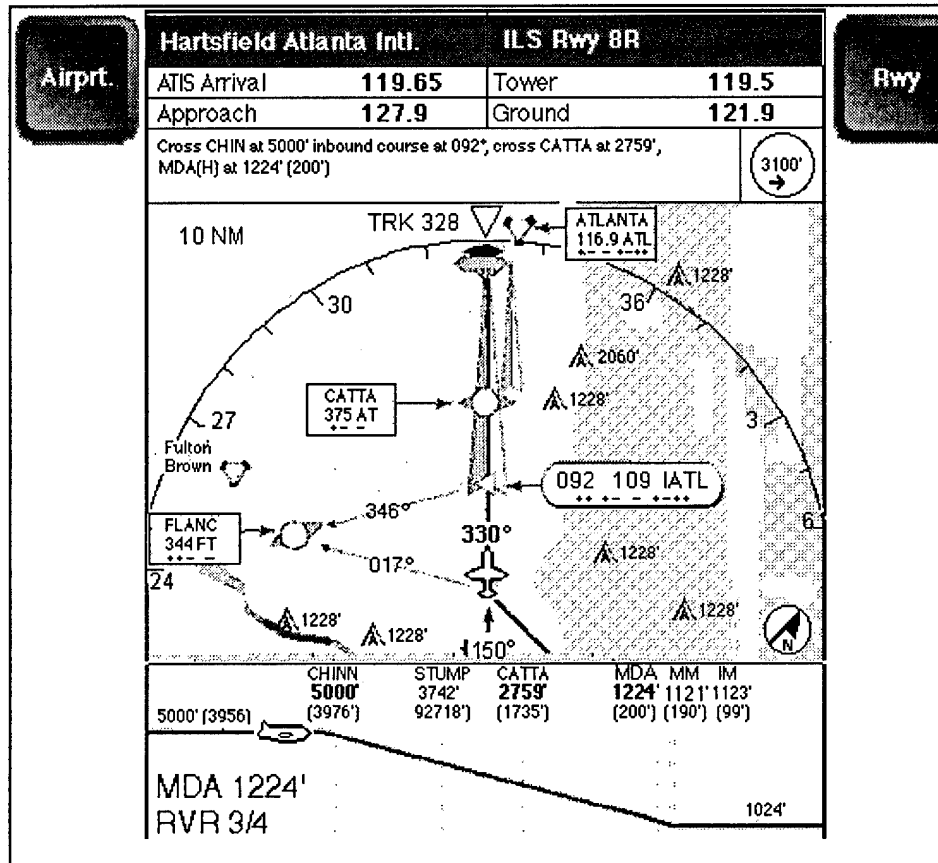 Airprt.
Hartsfield Atlanta Intl.
ILS Rwy 8R
Rwy
ATIS Arrival 119.65
Tower 119.5
Approach 127.9
Ground 121.9
Cross CHIN at 5000' inbound course at 092°, cross CATTA at 2759',
MDA(H) at 1224' (200')
3100'
10 NM
TRK 328
ATLANTA
116.9 ATL
1228'
30
36
2060'
CATTA
375 AT
1228'
27
3
Fulton
Brown
092 109 IATL
346°
FLANC
344 FT
330°
6
1228'
017°
24
1228'
1228'
1228'
N
150°
CHINN STUMP CATTA MDA MM IM
5000' 3742' 2759' 1224' 1121' 1123'
5000' (3956) (3976') 92718') (1735') (200') (190') (99')
MDA 1224'
RVR 3/4
1024'